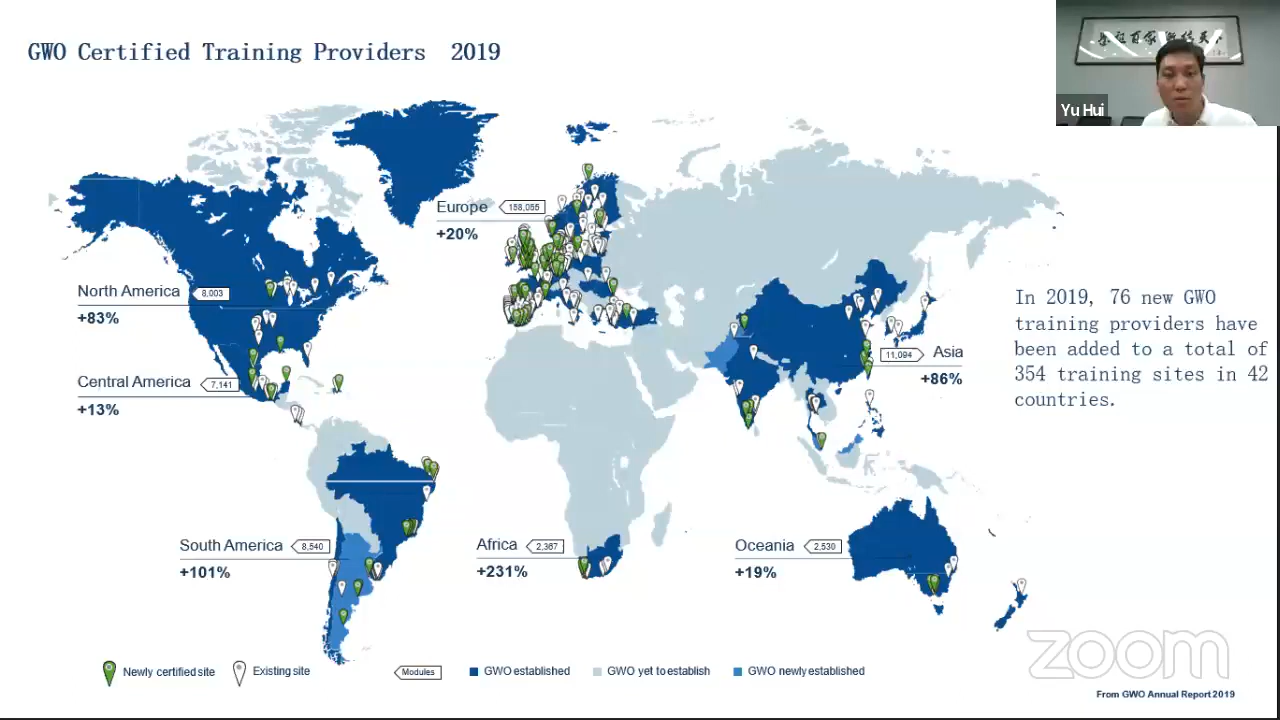 GWO Certified Training Providers 2019
Yu Hui
Europe 158,055
+20%
North America 8,003
+83%
In 2019, 76 new GWO
training providers have
been added to a total of
354 training sites in 42
countries.
11,094 Asia
+86%
Central America 7,141
+13%
South America 8,540
+101%
Africa 2,367
+231%
Oceania 2,530
+19%
zoom
Newly certified site
Existing site
Modules
GWO established
GWO yet to establish
GWO newly established
From GWO Annual Report 2019